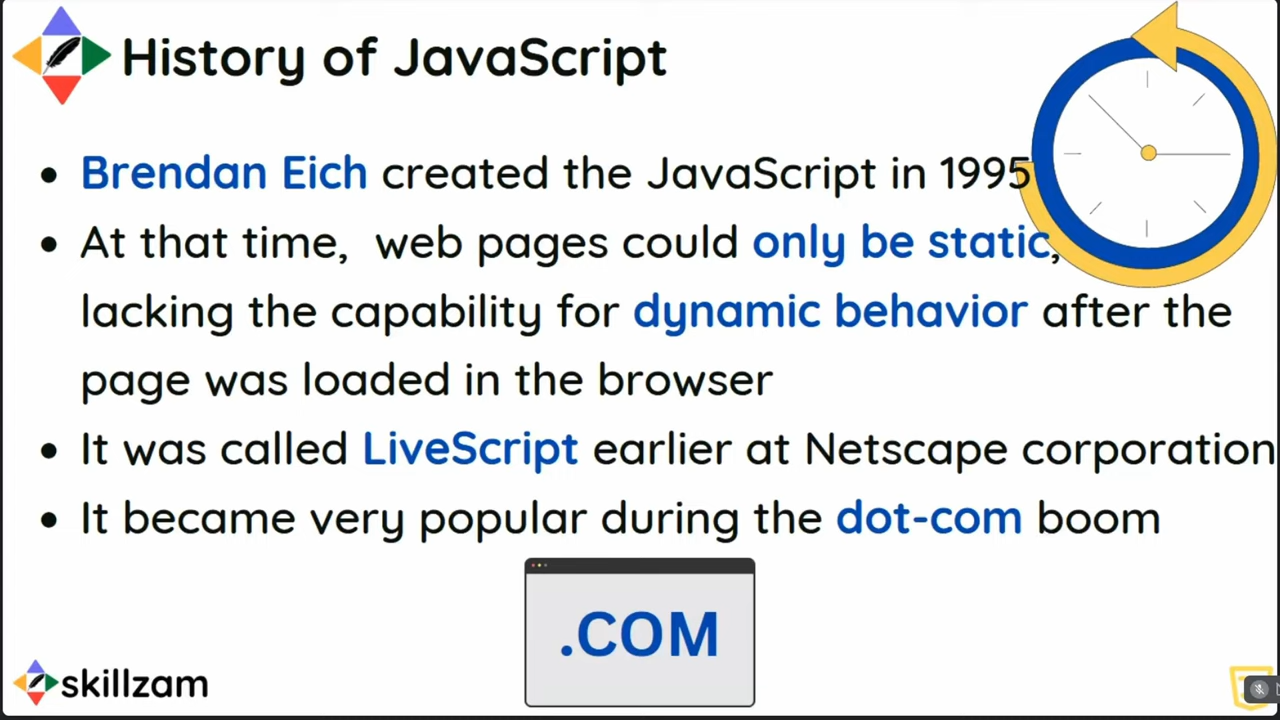 History of JavaScript
• Brendan Eich created the JavaScript in 1995
• At that time, web pages could only be static,
lacking the capability for dynamic behavior after the
page was loaded in the browser
• It was called LiveScript earlier at Netscape corporation
• It became very popular during the dot-com boom
.COM
skillzam